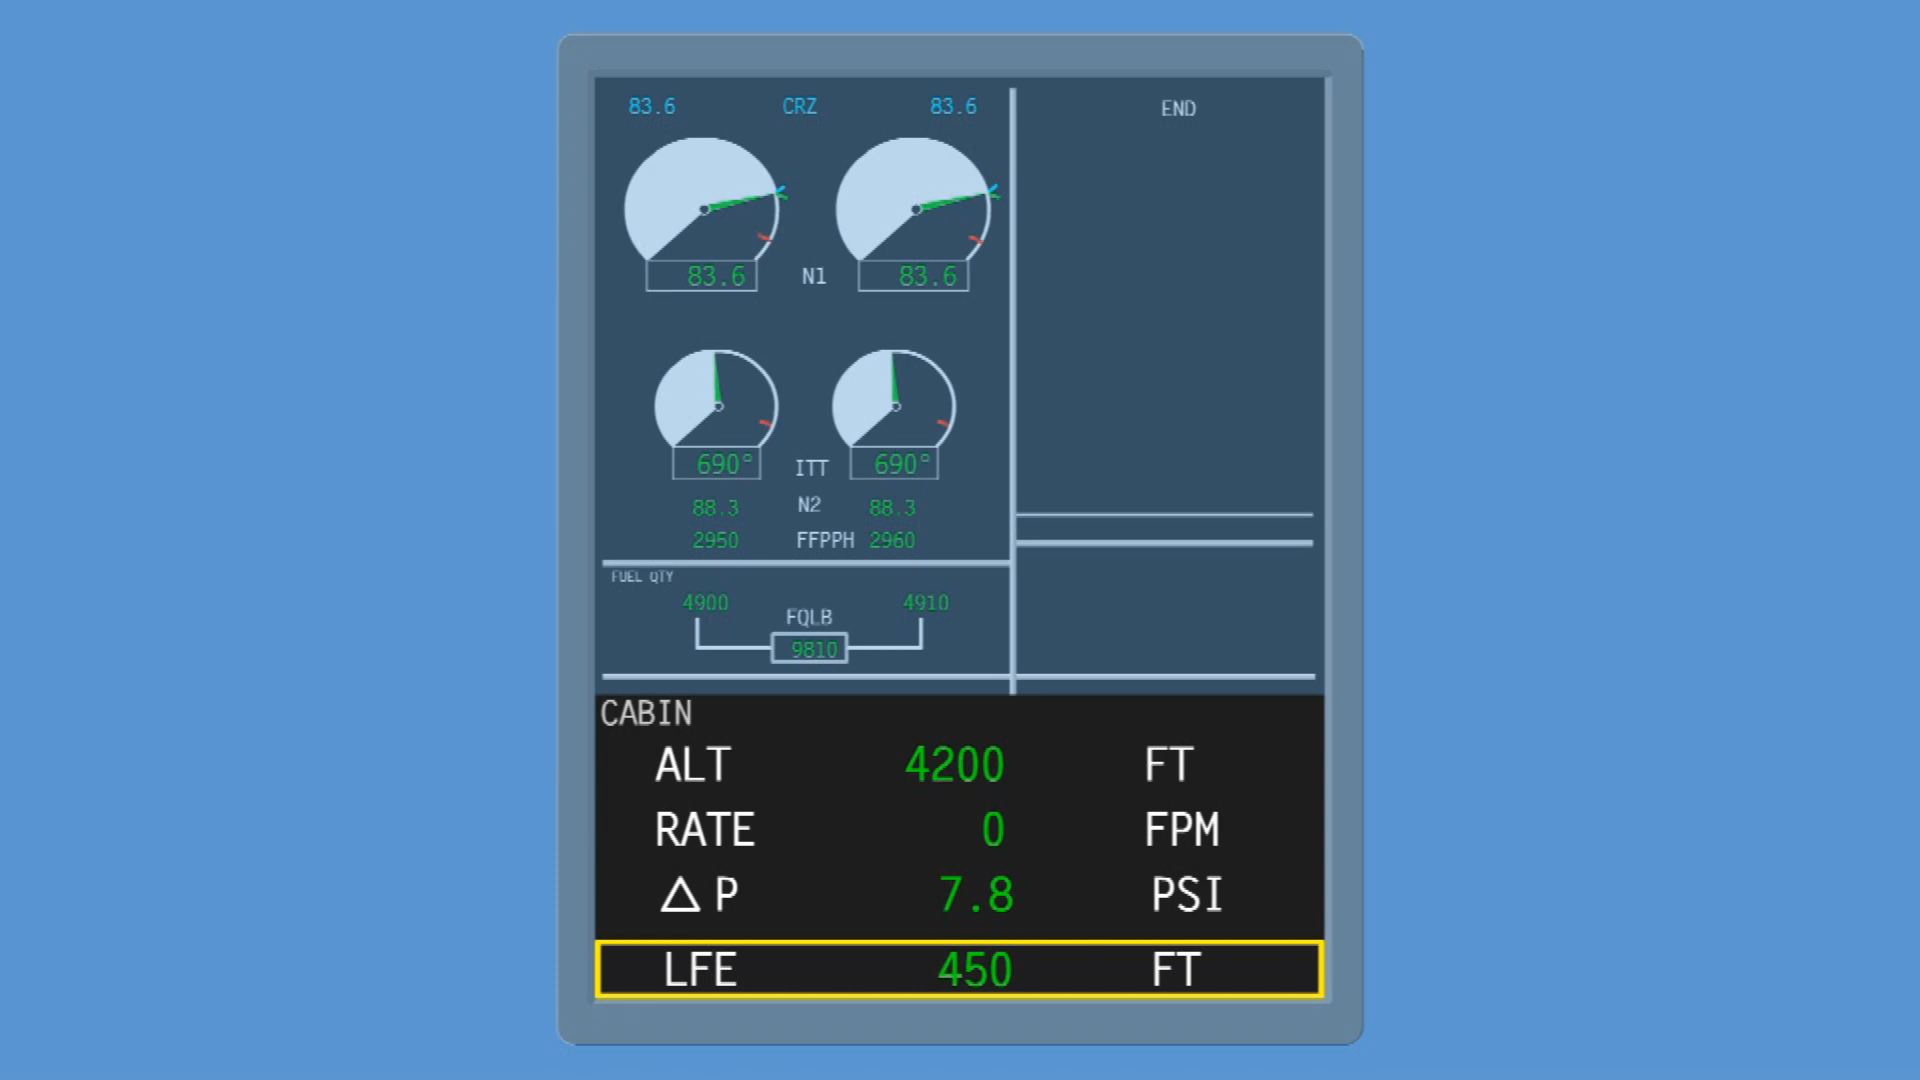 83.6 CRZ 83.6 END
83.6 N1 83.6
690° ITT 690°
88.3 N2 88.3
2950 FFPPH 2960
FUEL QTY
4900 FQLB 4910
9810
CABIN
ALT 4200 FT
RATE 0 FPM
△ P 7.8 PSI
LFE 450 FT